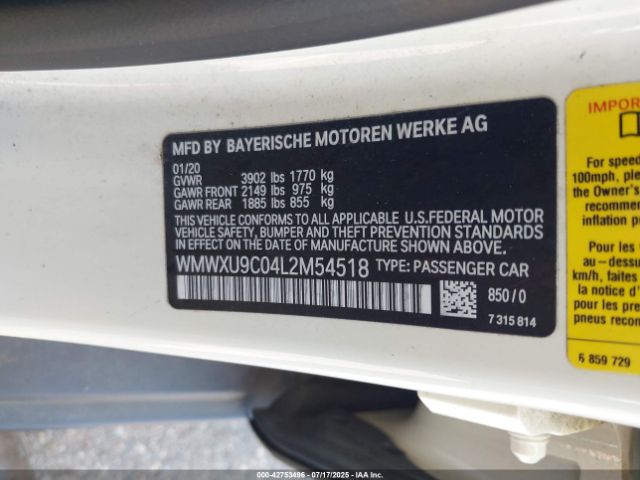 MFD BY BAYERISCHE MOTOREN WERKE AG
01/20
GVWR 3902 lbs 1770 kg
GAWR FRONT 2149 lbs 975 kg
GAWR REAR 1885 lbs 855 kg
THIS VEHICLE CONFORMS TO ALL APPLICABLE U.S.FEDERAL MOTOR
VEHICLE SAFETY, BUMPER AND THEFT PREVENTION STANDARDS
IN EFFECT ON THE DATE OF MANUFACTURE SHOWN ABOVE.
WMWXU9C04L2M54518 TYPE: PASSENGER CAR
850/0
7 315 814
IMPOR
For speed
100mph, ple
the Owner's
recommen
inflation p
Pour les
au-dessu
km/h, faites
la notice d'
pour les pre
pneus recom
6 859 729
000-42753496 - 07/17/2025 - IAA Inc.